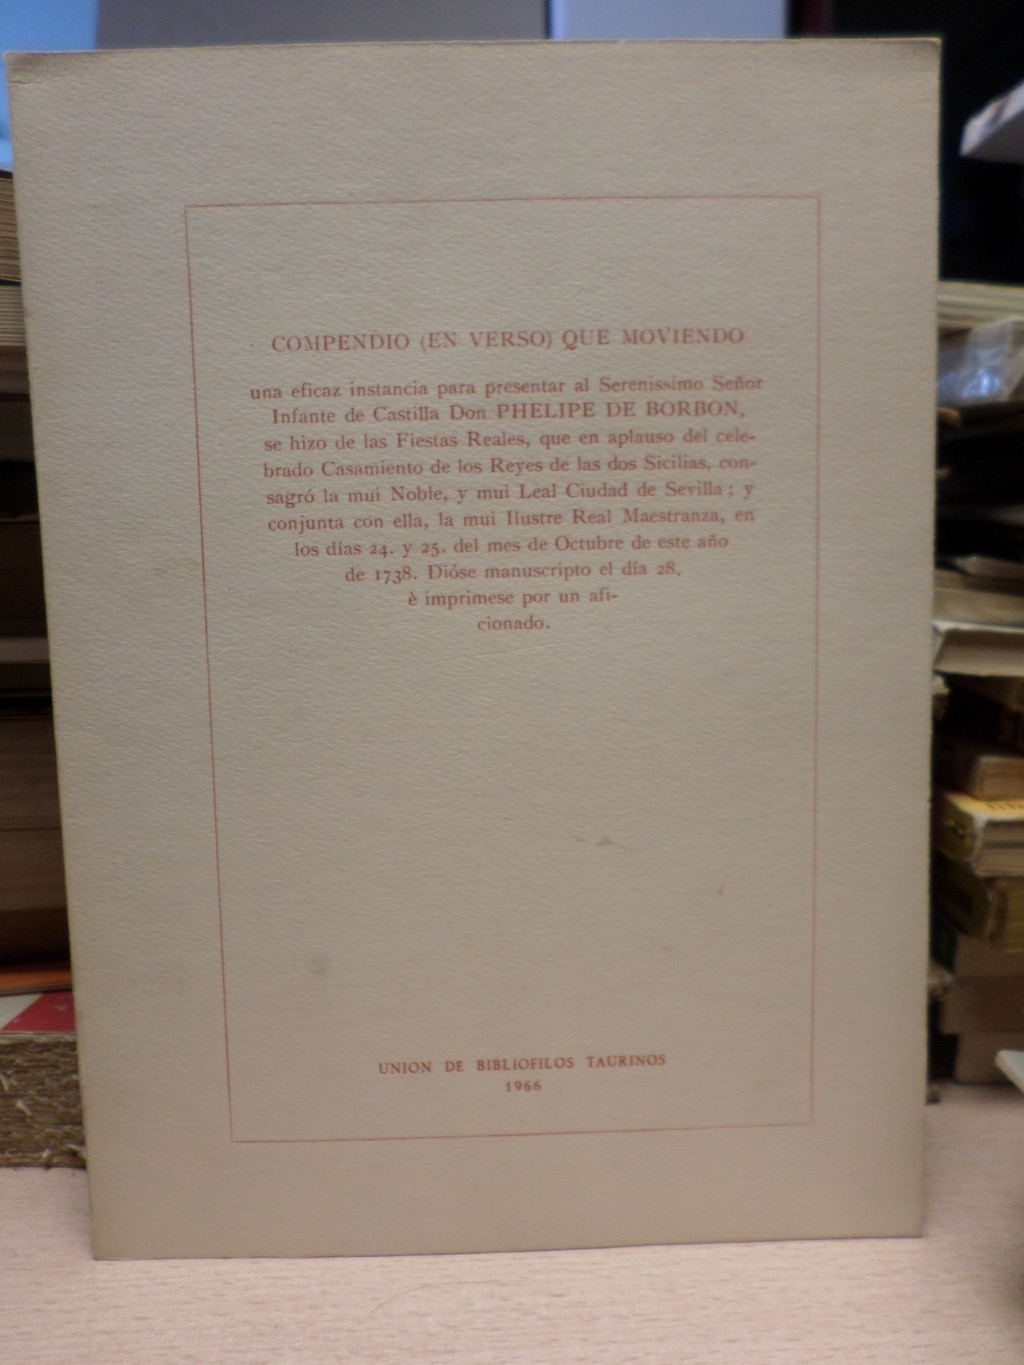 COMPENDIO (EN VERSO) QUE MOVIENDO
una eficaz instancia para presentar al Serenissimo Señor
Infante de Castilla Don PHELIPE DE BORBON,
se hizo de las Fiestas Reales, que en aplauso del cele-
brado Casamiento de los Reyes de las dos Sicilias, con-
sagró la mui Noble, y mui Leal Ciudad de Sevilla; y
conjunta con ella, la mui Ilustre Real Maestranza, en
los días 24. y 25. del mes de Octubre de este año
de 1738. Dióse manuscripto el día 28.
è imprimese por un afi-
cionado.
UNION DE BIBLIOFILOS TAURINOS
1966